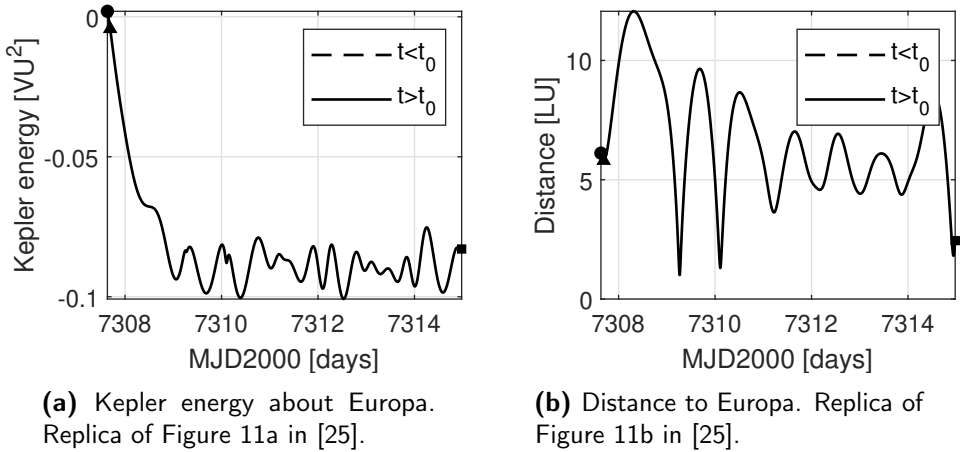 0
-0.05
-0.1
Kepler energy [VU²]
t<t₀
t>t₀
7308 7310 7312 7314
MJD2000 [days]
10
5
0
Distance [LU]
t<t₀
t>t₀
7308 7310 7312 7314
MJD2000 [days]
(a) Kepler energy about Europa.
Replica of Figure 11a in [25].
(b) Distance to Europa. Replica of
Figure 11b in [25].